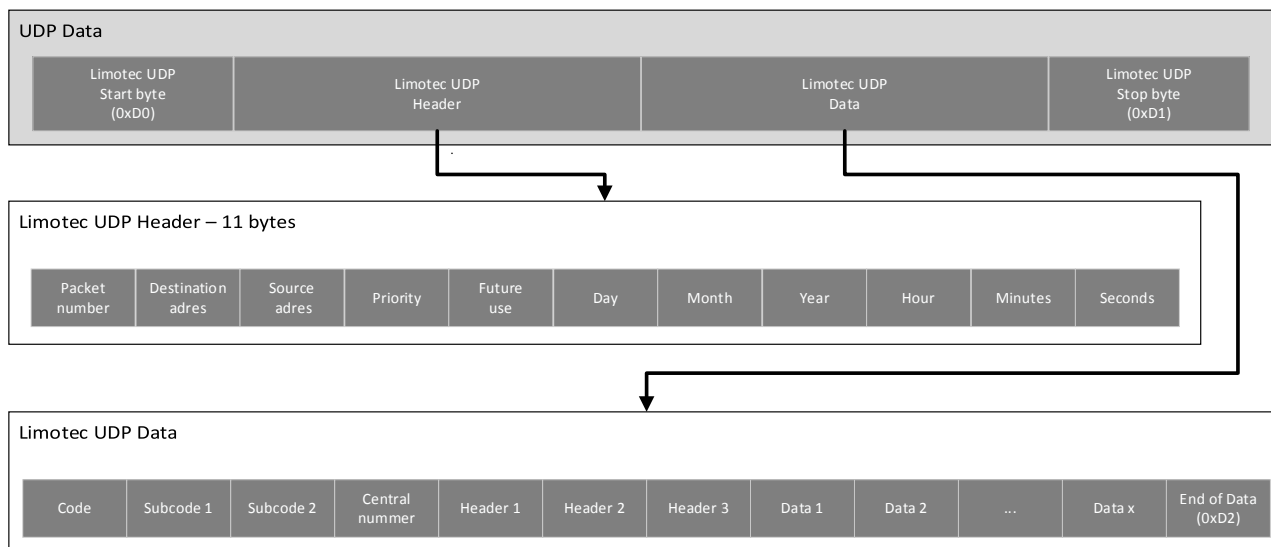 UDP Data
Limotec UDP
Start byte
(0xD0)
Limotec UDP
Header
Limotec UDP
Data
Limotec UDP
Stop byte
(0xD1)
Limotec UDP Header – 11 bytes
Packet
number
Destination
adres
Source
adres
Priority
Future
use
Day
Month
Year
Hour
Minutes
Seconds
Limotec UDP Data
Code
Subcode 1
Subcode 2
Central
nummer
Header 1
Header 2
Header 3
Data 1
Data 2
...
Data x
End of Data
(0xD2)